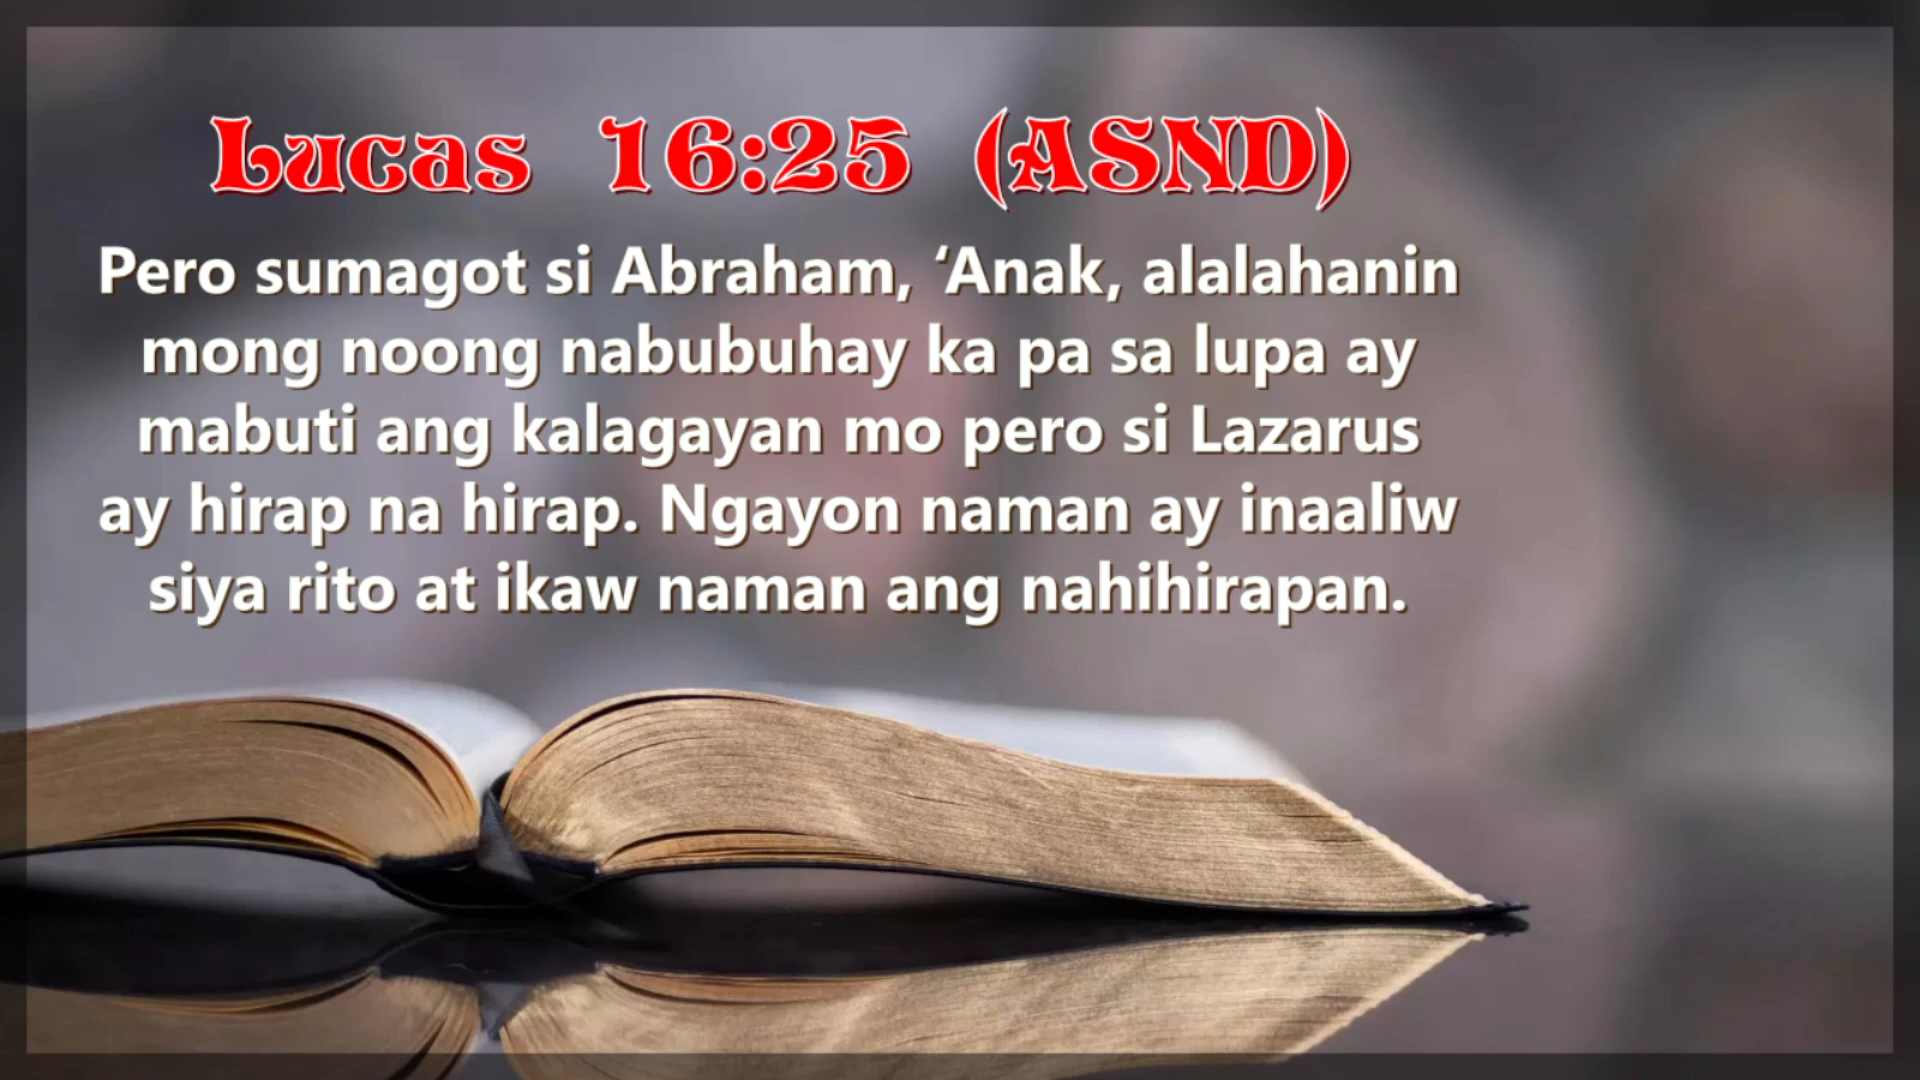 Lucas 16:25 (ASND)
Pero sumagot si Abraham, ‘Anak, alalahanin
mong noong nabubuhay ka pa sa lupa ay
mabuti ang kalagayan mo pero si Lazarus
ay hirap na hirap. Ngayon naman ay inaaliw
siya rito at ikaw naman ang nahihirapan.